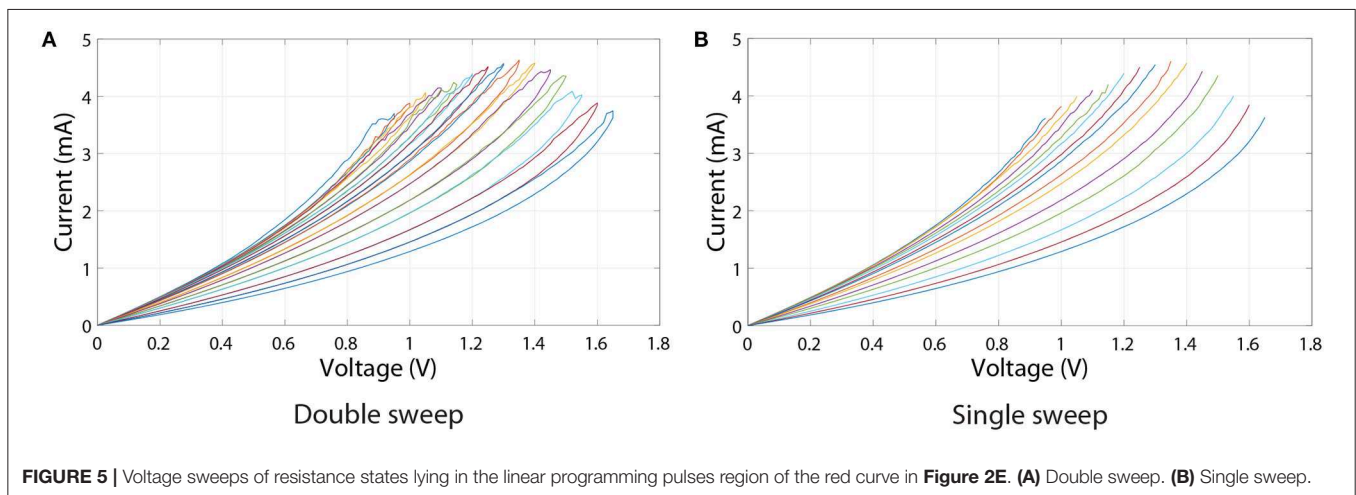 A
5
4
3
2
1
0
Current (mA)
0 0.2 0.4 0.6 0.8 1.0 1.2 1.4 1.6 1.8
Voltage (V)
Double sweep
B
5
4
3
2
1
0
Current (mA)
0 0.2 0.4 0.6 0.8 1.0 1.2 1.4 1.6 1.8
Voltage (V)
Single sweep
FIGURE 5 | Voltage sweeps of resistance states lying in the linear programming pulses region of the red curve in Figure 2E. (A) Double sweep. (B) Single sweep.